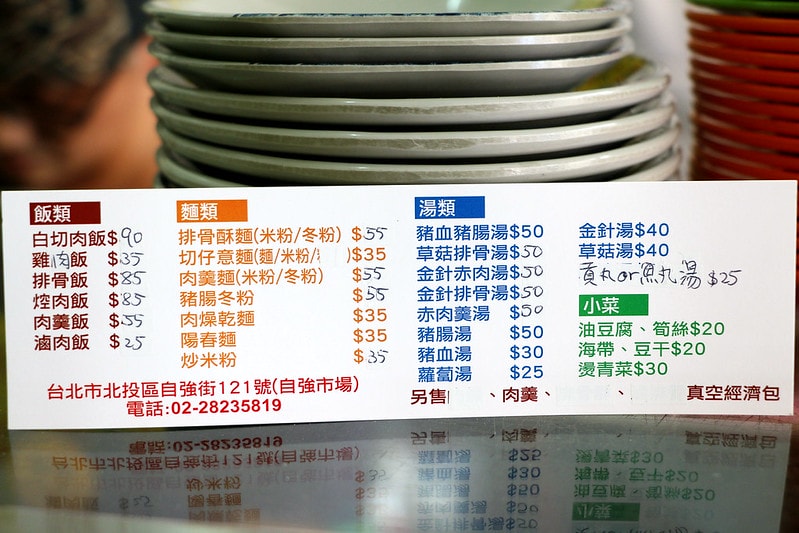 飯類
白切肉飯$90
雞肉飯 $35
排骨飯 $85
焢肉飯 $85
肉羹飯 $55
滷肉飯 $25
麵類
排骨酥麵(米粉/冬粉) $55
切仔意麵(麵/米粉/ )$35
肉羹麵(米粉/冬粉) $55
豬腸冬粉 $55
肉燥乾麵 $35
陽春麵 $35
炒米粉 $35
湯類
豬血豬腸湯$50
草菇排骨湯$50
金針赤肉湯$50
金針排骨湯$50
赤肉羹湯 $50
豬腸湯 $50
豬血湯 $30
蘿蔔湯 $25
金針湯$40
草菇湯$40
貢丸or魚丸湯 $25
小菜
油豆腐、筍絲$20
海帶、豆干$20
燙青菜$30
台北市北投區自強街121號(自強市場)
電話:02-28235819
另售 、肉羹、 、 真空經濟包